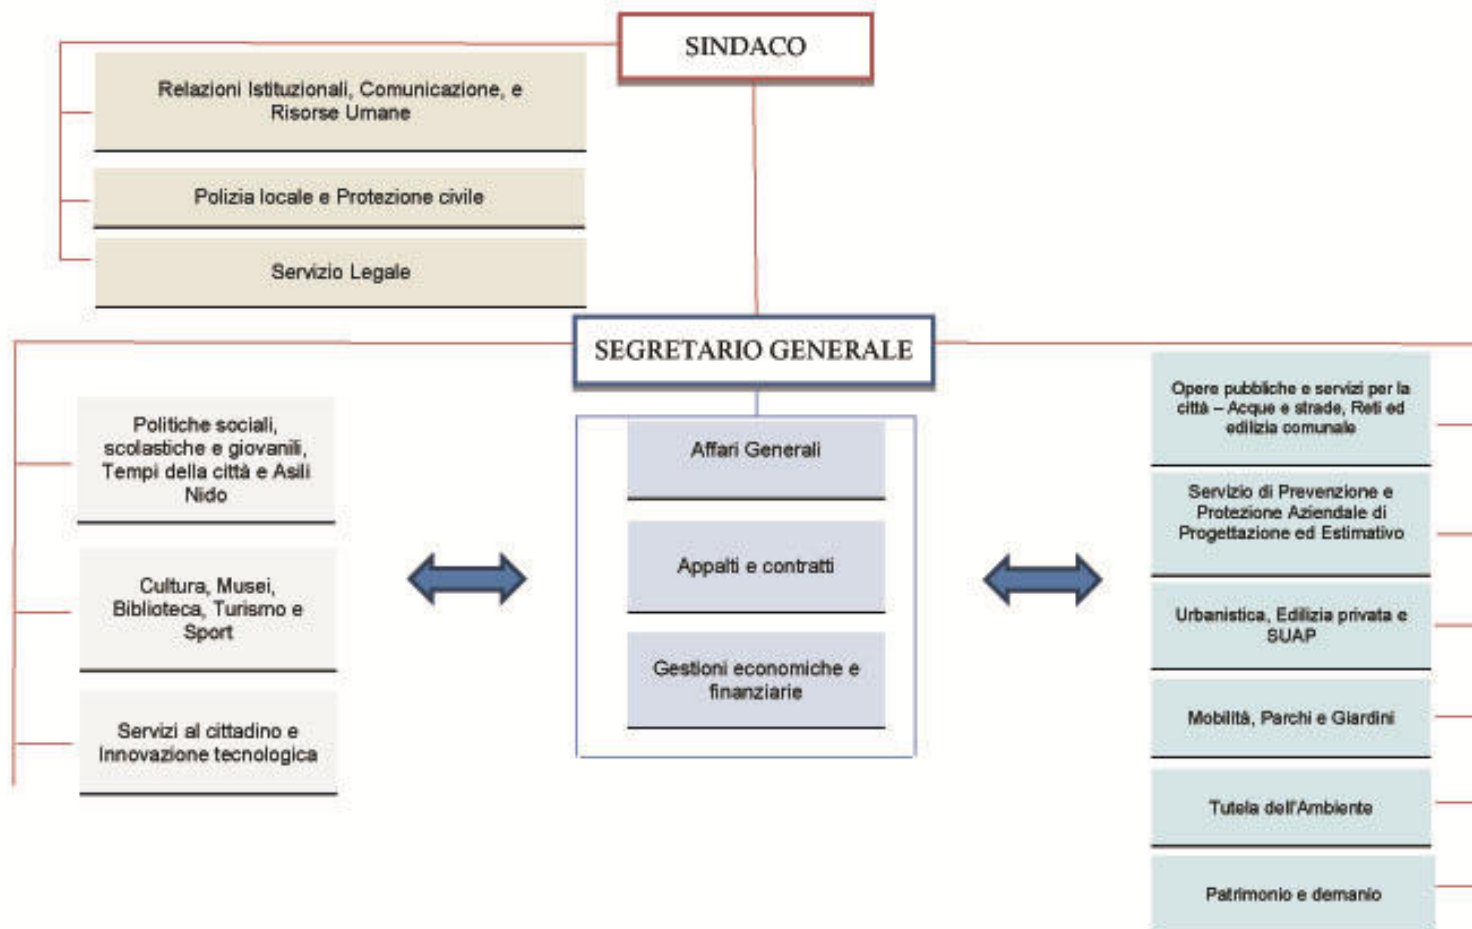 SINDACO
Relazioni Istituzionali, Comunicazione, e
Risorse Umane
Polizia locale e Protezione civile
Servizio Legale
SEGRETARIO GENERALE
Politiche sociali,
scolastiche e giovanili,
Tempi della città e Asili
Nido
Cultura, Musei,
Biblioteca, Turismo e
Sport
Servizi al cittadino e
Innovazione tecnologica
Affari Generali
Appalti e contratti
Gestioni economiche e
finanziarie
Opere pubbliche e servizi per la
città – Acque e strade, Reti ed
edilizia comunale
Servizio di Prevenzione e
Protezione Aziendale di
Progettazione ed Estimativo
Urbanistica, Edilizia privata e
SUAP
Mobilità, Parchi e Giardini
Tutela dell'Ambiente
Patrimonio e demanio